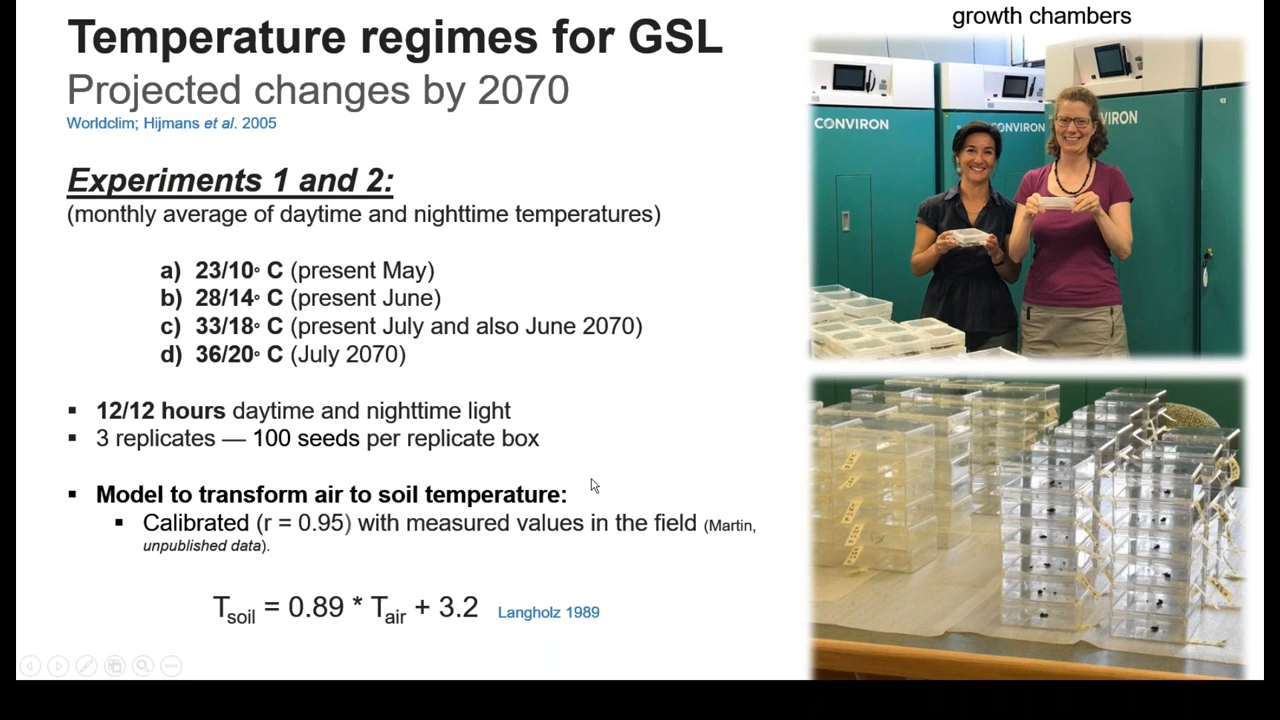 Temperature regimes for GSL
Projected changes by 2070
Worldclim; Hijmans et al. 2005
Experiments 1 and 2:
(monthly average of daytime and nighttime temperatures)
a) 23/10◦ C (present May)
b) 28/14◦ C (present June)
c) 33/18◦ C (present July and also June 2070)
d) 36/20◦ C (July 2070)
▪ 12/12 hours daytime and nighttime light
▪ 3 replicates — 100 seeds per replicate box
▪ Model to transform air to soil temperature:
▪ Calibrated (r = 0.95) with measured values in the field (Martin,
unpublished data).
Tsoil = 0.89 * Tair + 3.2 Langholz 1989
growth chambers
CONVIRON
CONVIRON
ONVIRON